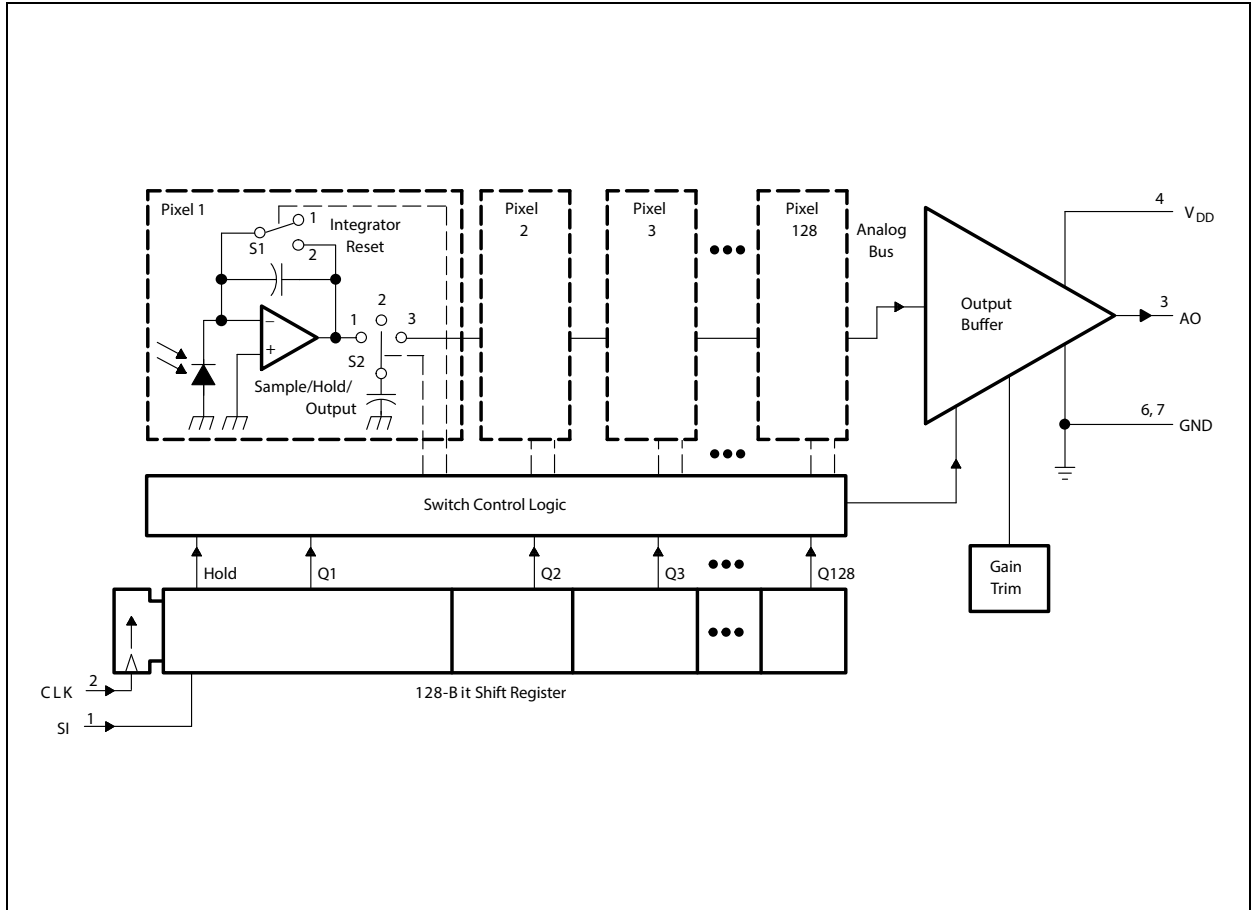 Pixel 1
1
S1
2
Integrator
Reset
−
+
1
2
3
S2
Sample/Hold/
Output
Pixel
2
Pixel
3
Pixel
128
Analog
Bus
Output
Buffer
4
VDD
3
AO
6, 7
GND
Gain
Trim
Switch Control Logic
Hold
Q1
Q2
Q3
Q128
CLK
2
SI
1
128-B it Shift Register